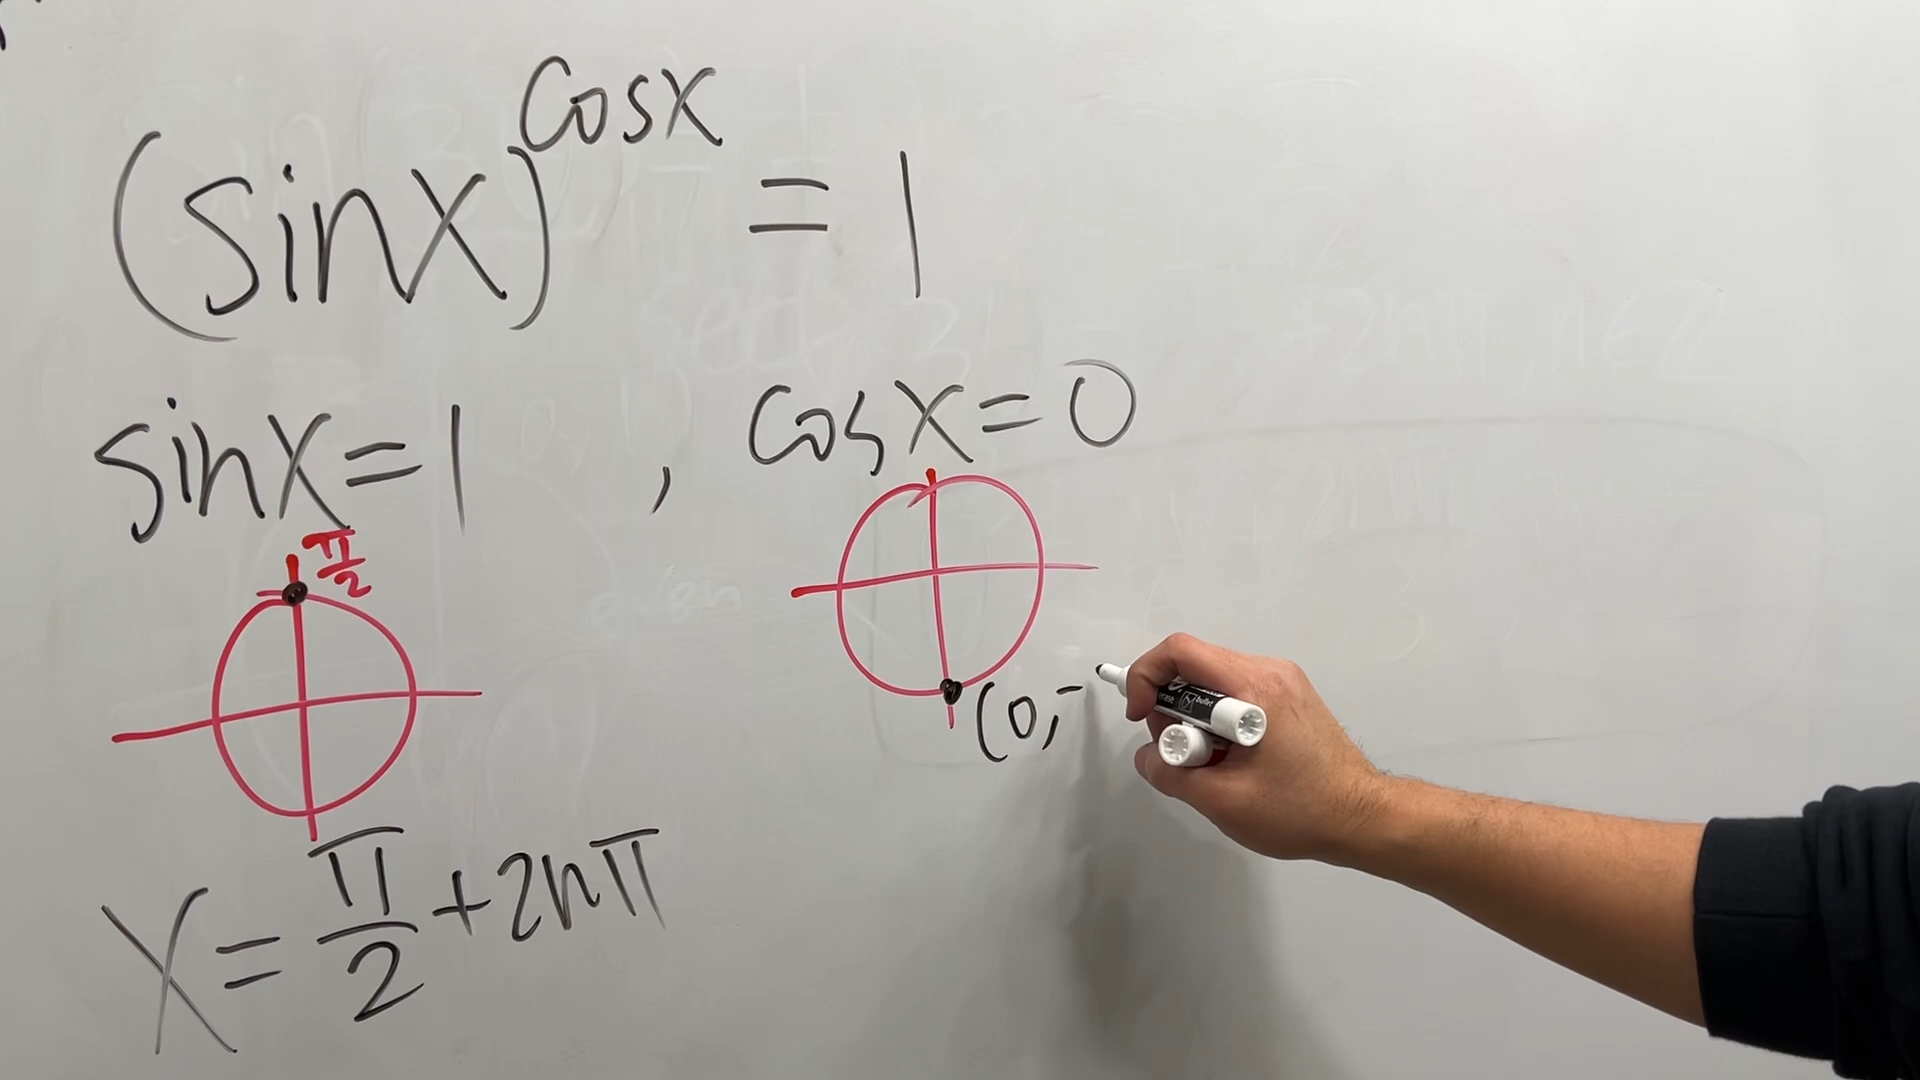 (sinx)^cosx = 1
sinx=1 , cosx=0
π/2
(0,-
x=π/2+2nπ